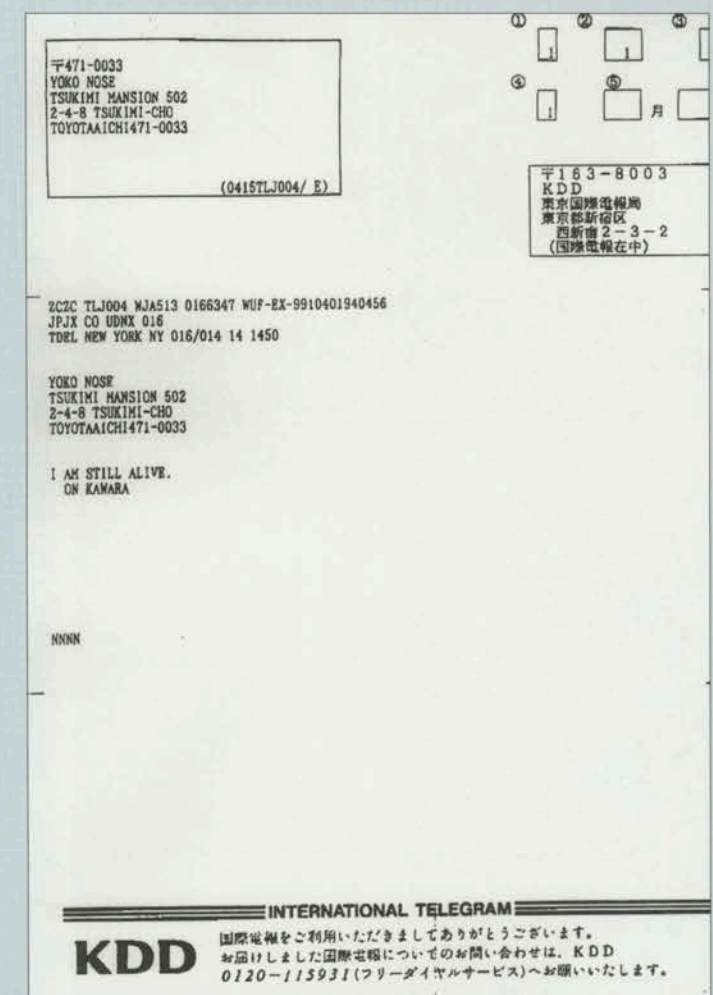 〒471-0033
YOKO NOSE
TSUKIMI MANSION 502
2-4-8 TSUKIMI-CHO
TOYOTAAICHI471-0033
(0415TLJ004/ E)
① ② ③
1 1
④ ⑤
1 月
〒163-8003
KDD
東京国際電報局
東京都新宿区
西新宿2-3-2
(国際電報在中)
ZCZC TLJ004 WJA513 0166347 WUF-EX-9910401940456
JPJX CO UDNX 016
TDEL NEW YORK NY 016/014 14 1450
YOKO NOSE
TSUKIMI MANSION 502
2-4-8 TSUKIMI-CHO
TOYOTAAICHI471-0033
I AM STILL ALIVE.
ON KAWARA
NNNN
INTERNATIONAL TELEGRAM
KDD
国際電報をご利用いただきましてありがとうございます。
お届けしました国際電報についてのお問い合わせは、KDD
0120-115931(フリーダイヤルサービス)へお願いいたします。